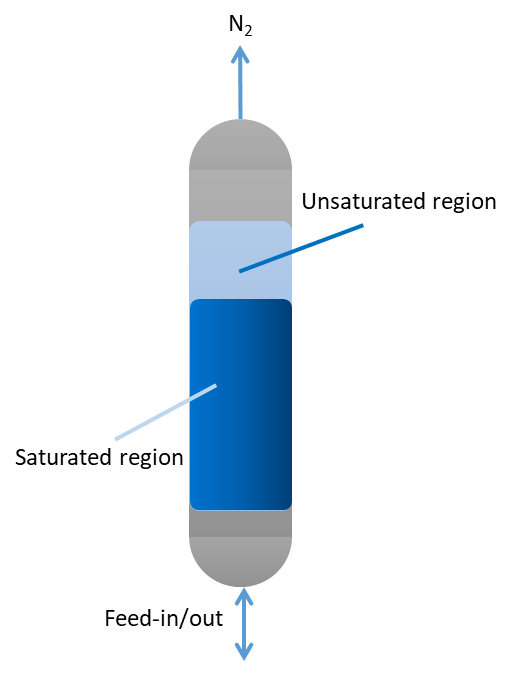 N₂
Unsaturated region
Saturated region
Feed-in/out